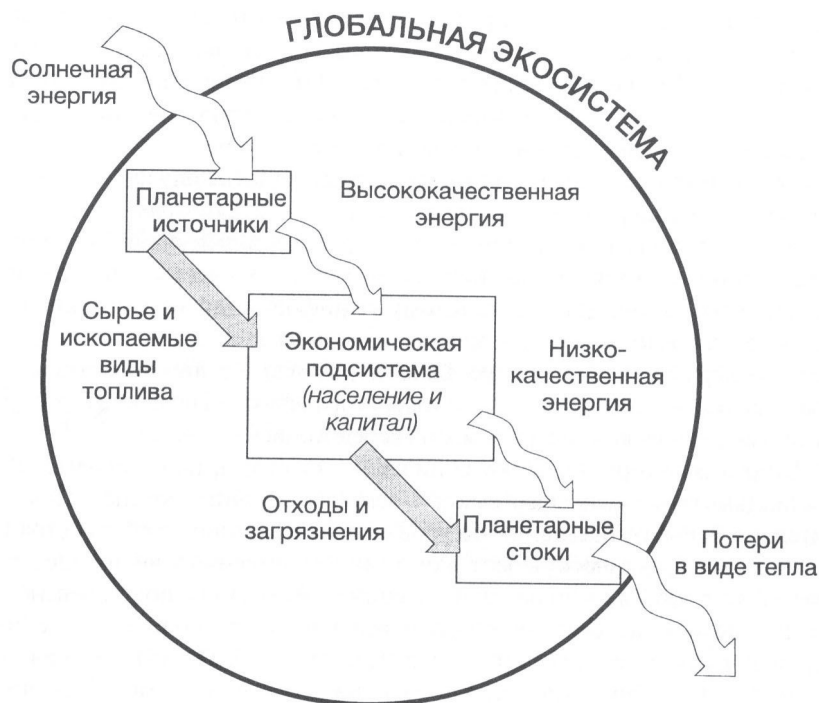 ГЛОБАЛЬНАЯ ЭКОСИСТЕМА
Солнечная
энергия
Планетарные
источники
Высококачественная
энергия
Сырье и
ископаемые
виды
топлива
Экономическая
подсистема
(население и
капитал)
Низко-
качественная
энергия
Отходы и
загрязнения
Планетарные
стоки
Потери
в виде тепла